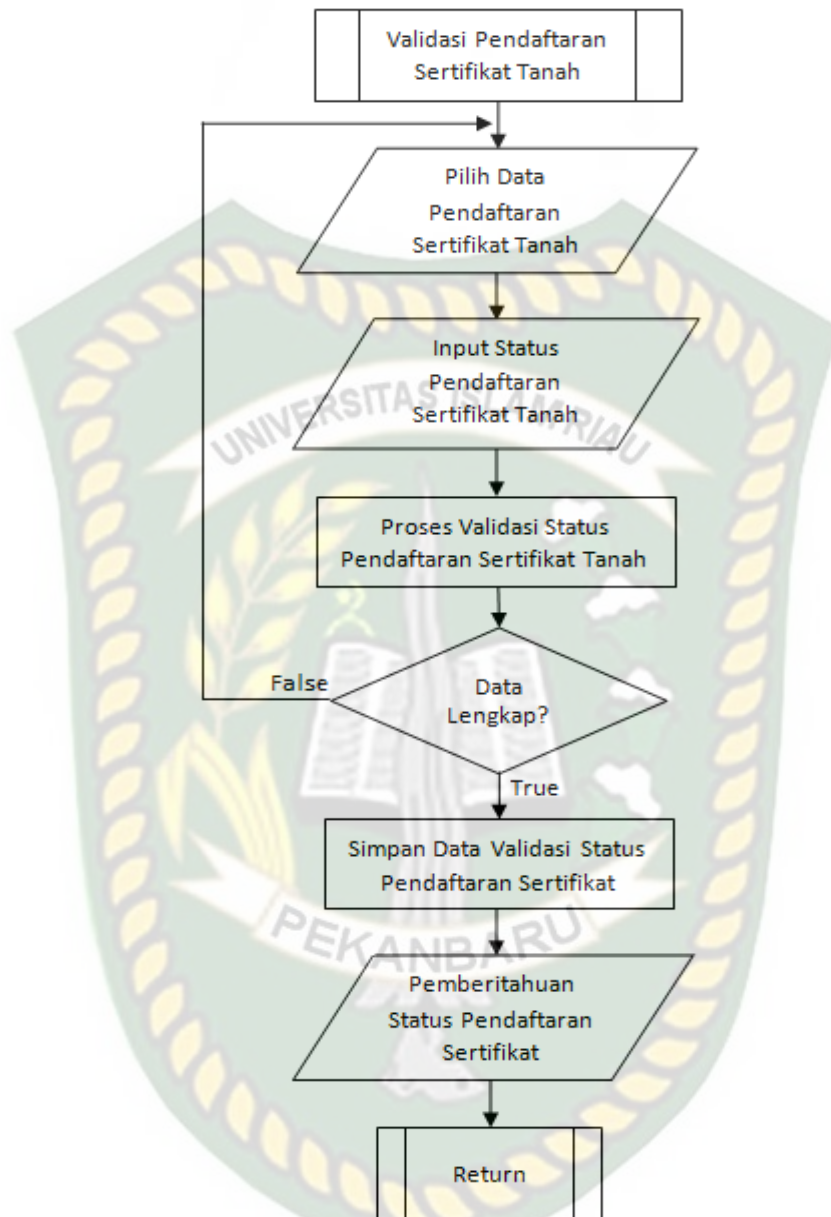 Validasi Pendaftaran
Sertifikat Tanah
Pilih Data
Pendaftaran
Sertifikat Tanah
Input Status
Pendaftaran
Sertifikat Tanah
UNIVERSITAS ISLAM RIAU
Proses Validasi Status
Pendaftaran Sertifikat Tanah
False
Data
Lengkap?
True
Simpan Data Validasi Status
Pendaftaran Sertifikat
PEKANBARU
Pemberitahuan
Status Pendaftaran
Sertifikat
Return